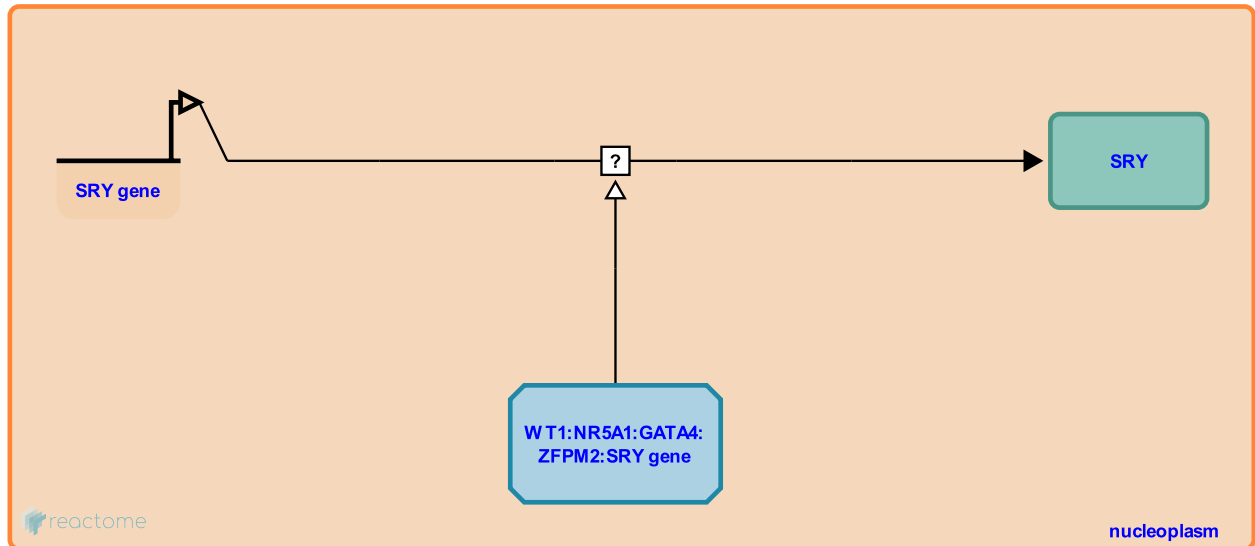 ?
SRY
SRY gene
WT1:NR5A1:GATA4:
ZFPM2:SRY gene
reactome
nucleoplasm